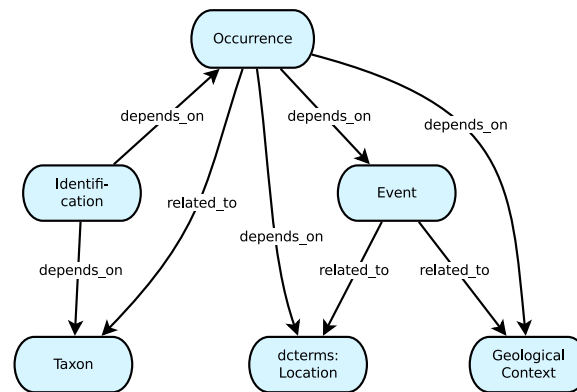 Occurrence
depends_on
depends_on
depends_on
Identifi-
cation
related_to
Event
depends_on
depends_on
related_to
related_to
Taxon
dcterms:
Location
Geological
Context